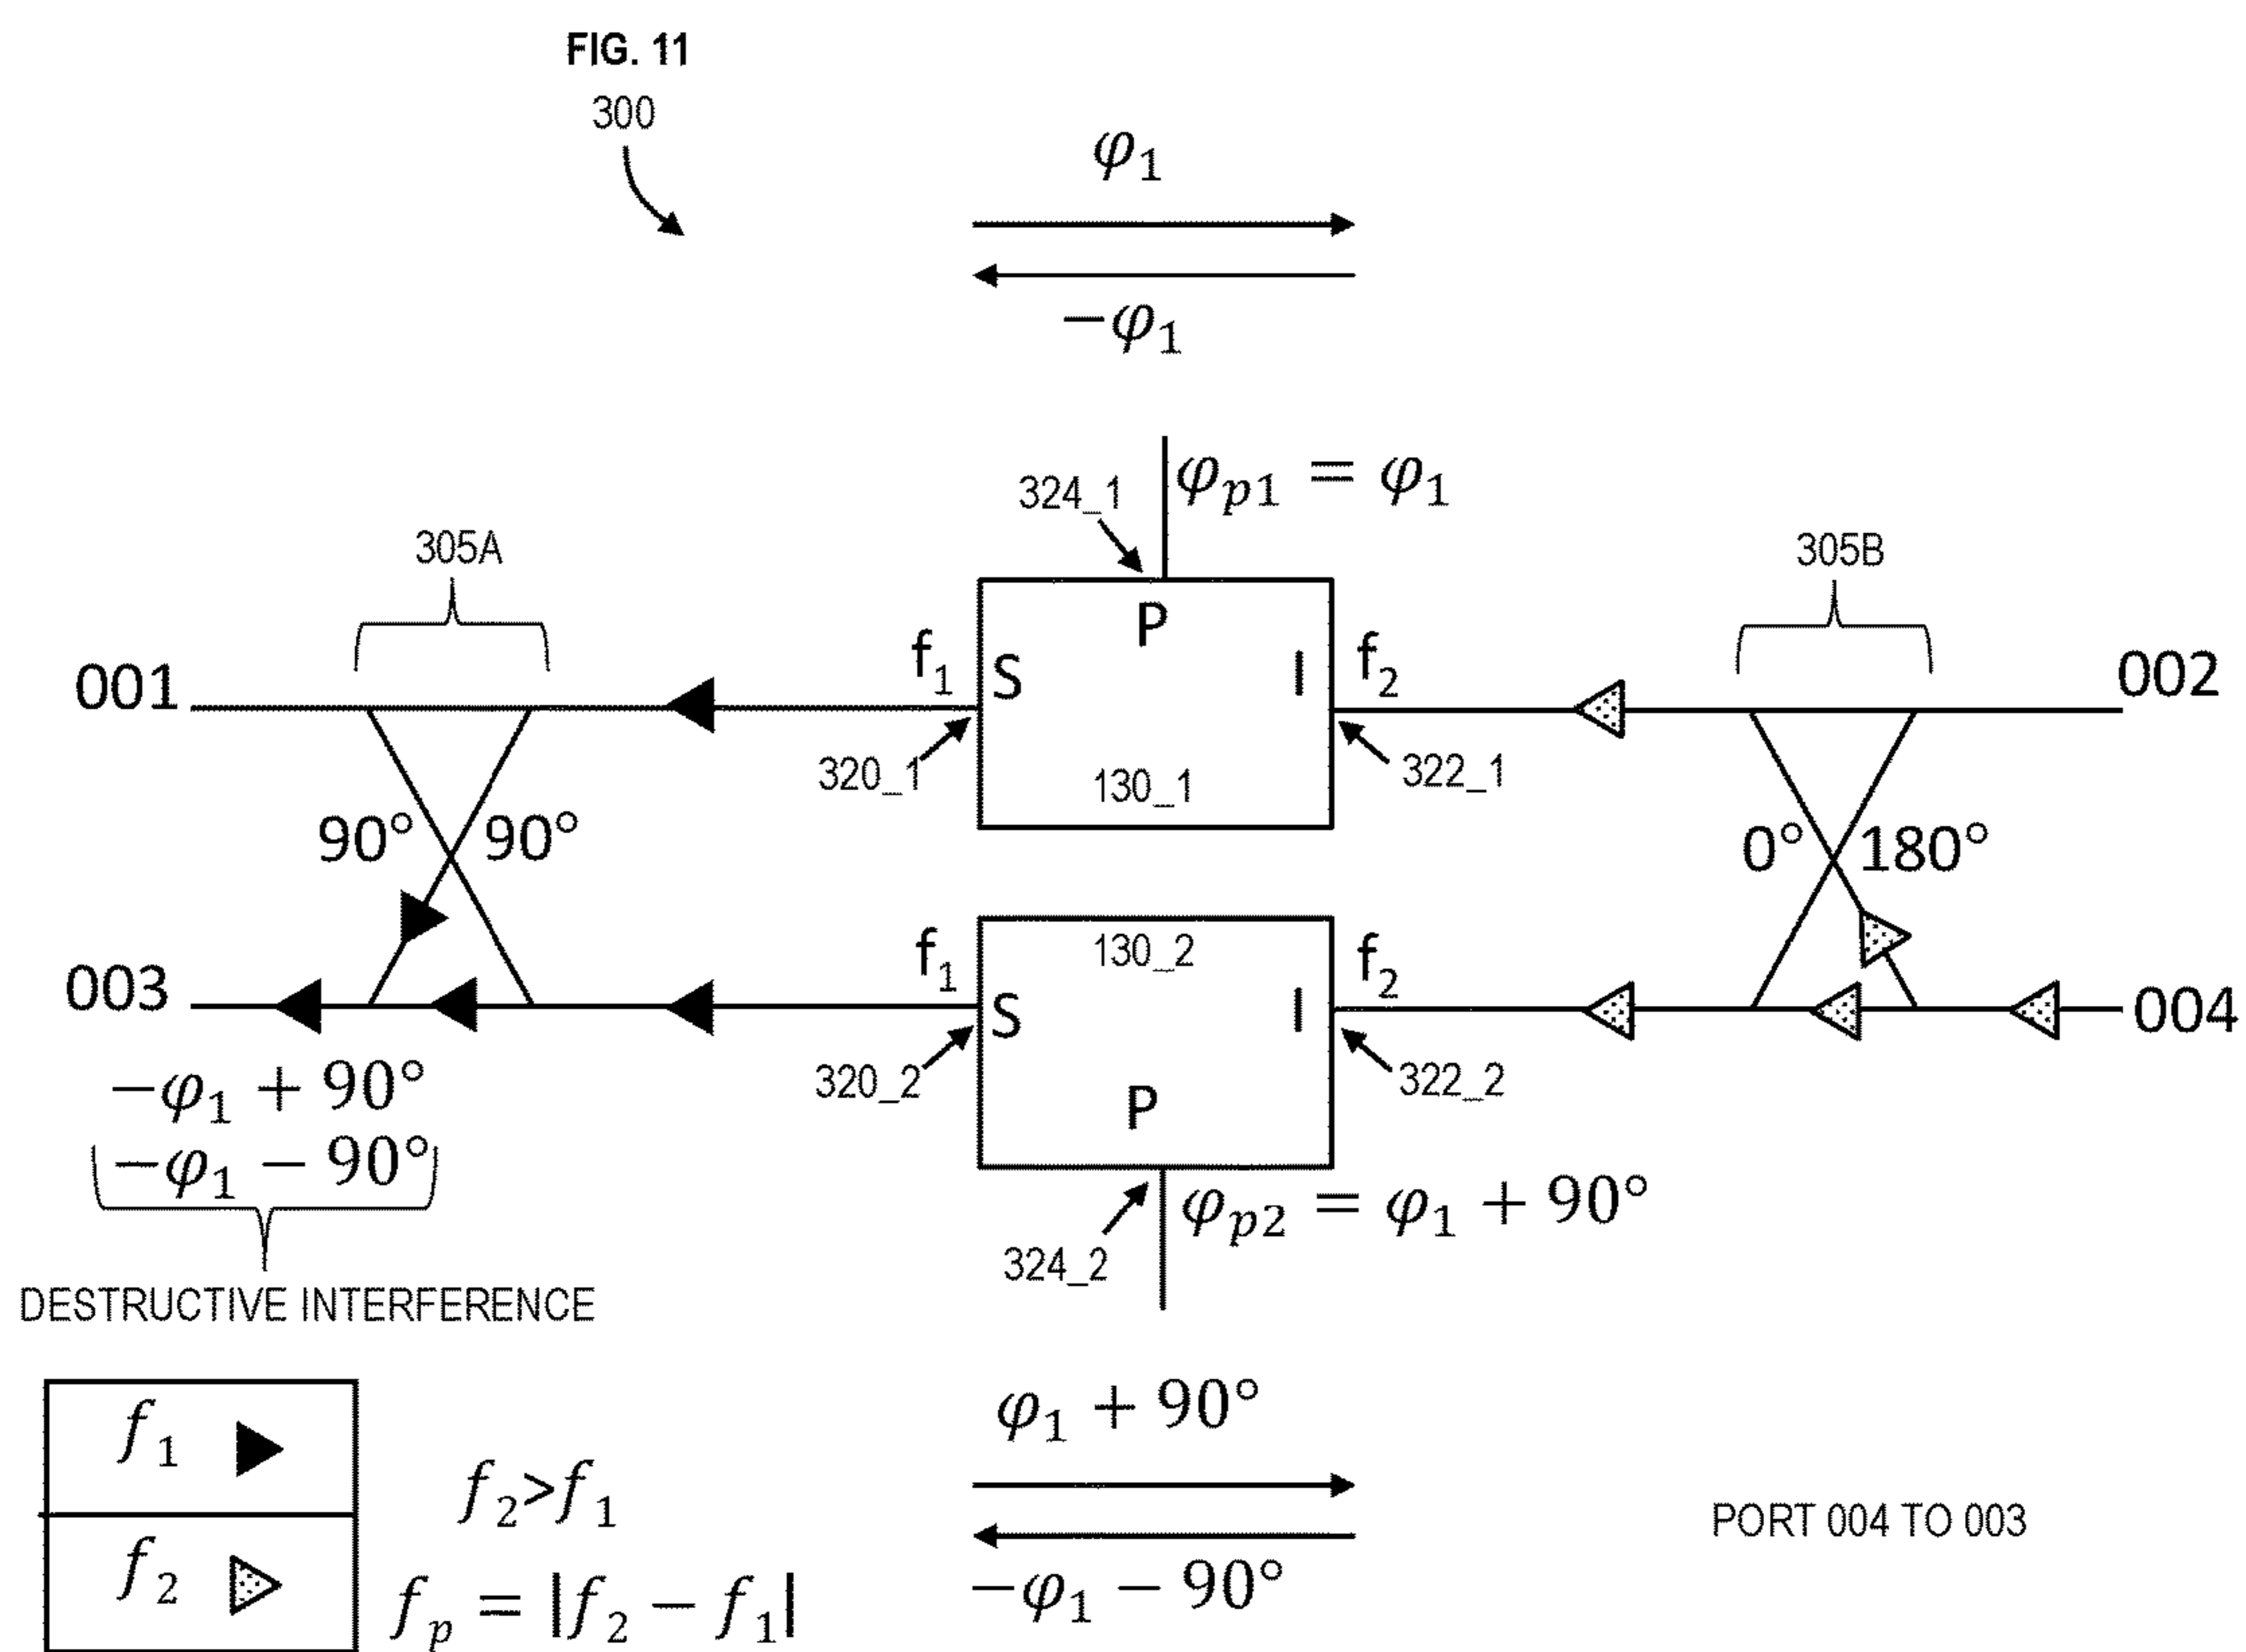 FIG. 11
300
φ₁
−φ₁
324_1
φₚ₁ = φ₁
305A
305B
P
001
f₁
S
I
f₂
002
320_1
130_1
322_1
90°
90°
0°
180°
003
f₁
S
130_2
I
f₂
004
320_2
322_2
P
−φ₁ + 90°
−φ₁ − 90°
φₚ₂ = φ₁ + 90°
324_2
DESTRUCTIVE INTERFERENCE
f₁
f₂>f₁
φ₁ + 90°
PORT 004 TO 003
f₂
fₚ = |f₂ − f₁|
−φ₁ − 90°